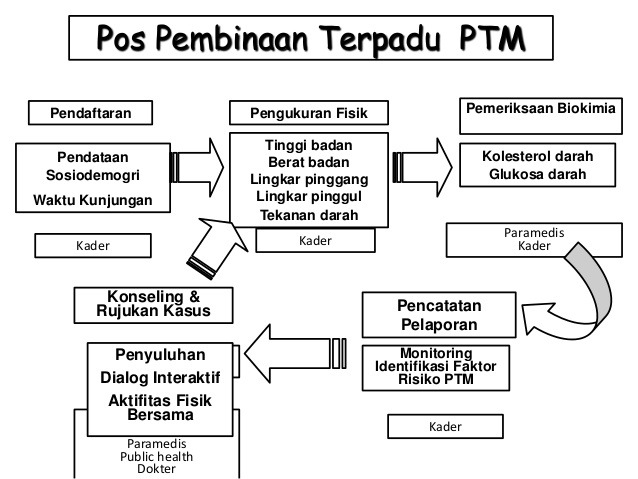 Pos Pembinaan Terpadu PTM
Pendaftaran
Pendataan
Sosiodemogri
Waktu Kunjungan
Kader
Pengukuran Fisik
Tinggi badan
Berat badan
Lingkar pinggang
Lingkar pinggul
Tekanan darah
Kader
Pemeriksaan Biokimia
Kolesterol darah
Glukosa darah
Paramedis
Kader
Pencatatan
Pelaporan
Monitoring
Identifikasi Faktor
Risiko PTM
Kader
Konseling &
Rujukan Kasus
Penyuluhan
Dialog Interaktif
Aktifitas Fisik
Bersama
Paramedis
Public health
Dokter